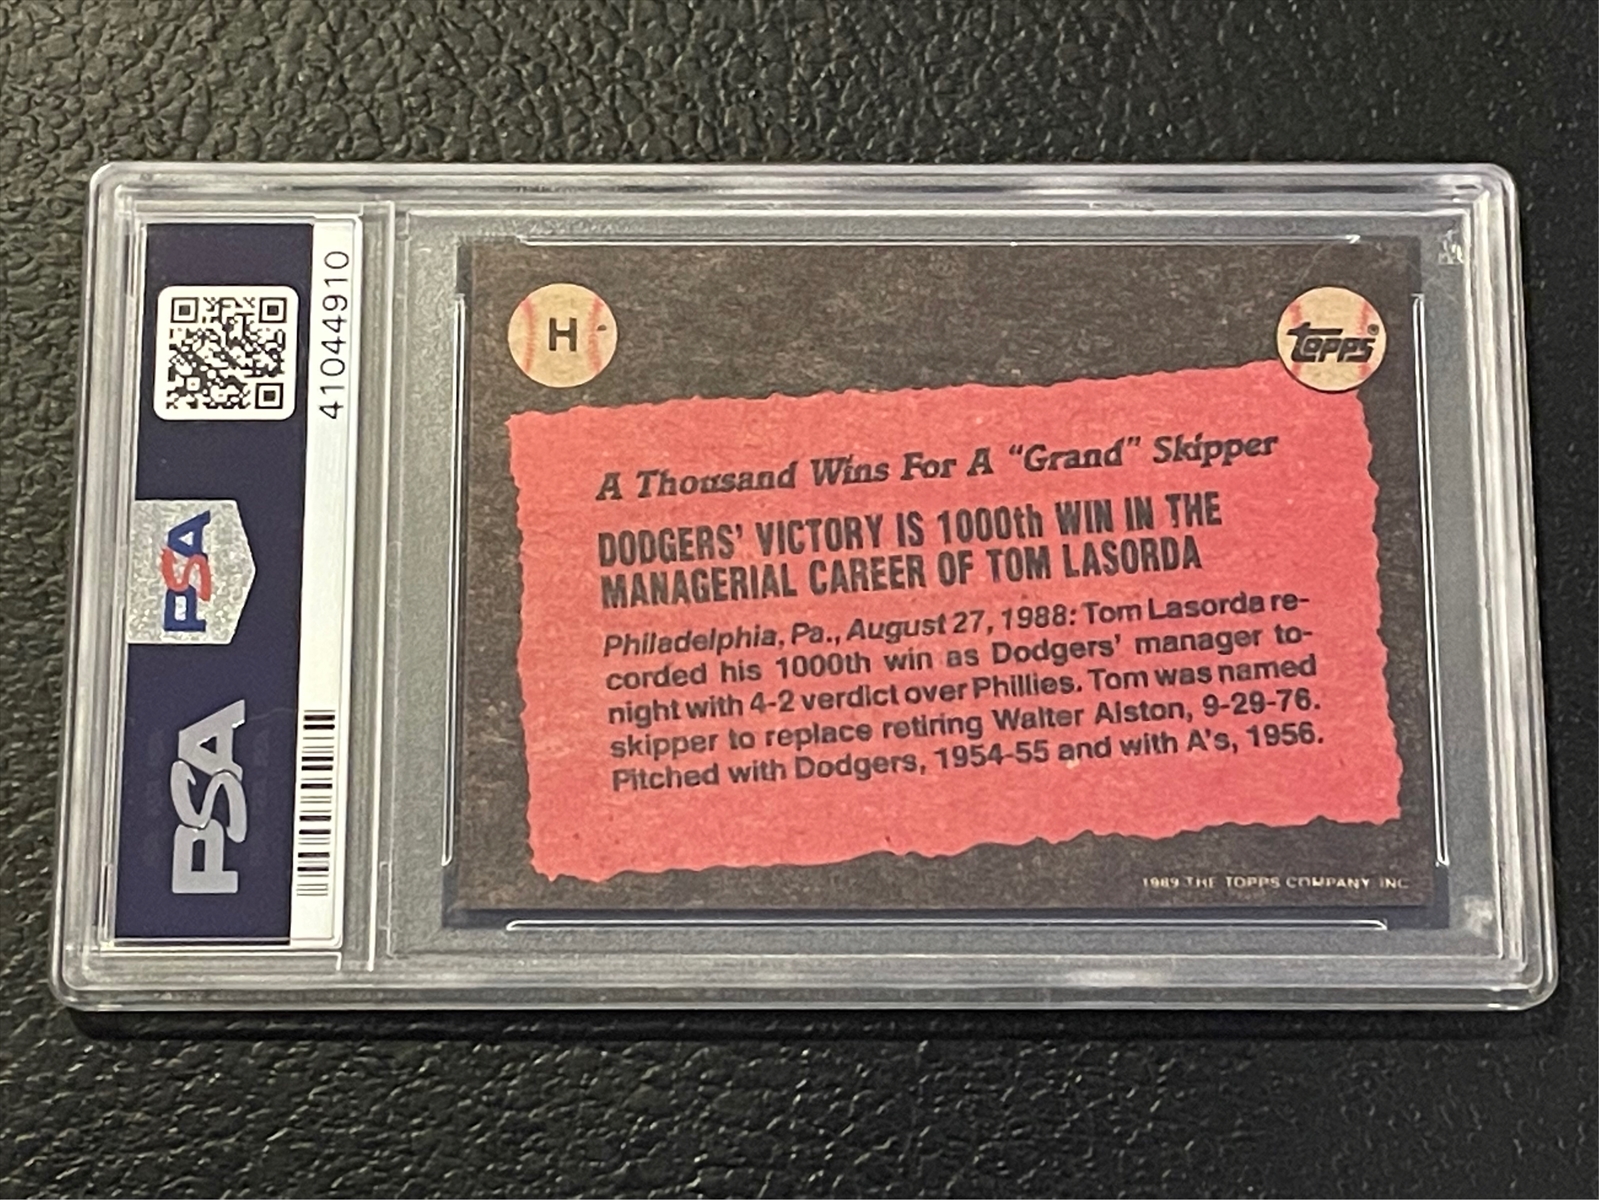 41044910
PSA
PSA
H
topps®
A Thousand Wins For A "Grand" Skipper
DODGERS' VICTORY IS 1000th WIN IN THE
MANAGERIAL CAREER OF TOM LASORDA
Philadelphia, Pa., August 27, 1988: Tom Lasorda re-
corded his 1000th win as Dodgers' manager to-
night with 4-2 verdict over Phillies. Tom was named
skipper to replace retiring Walter Alston, 9-29-76.
Pitched with Dodgers, 1954-55 and with A's, 1956.
1989 THE TOPPS COMPANY INC